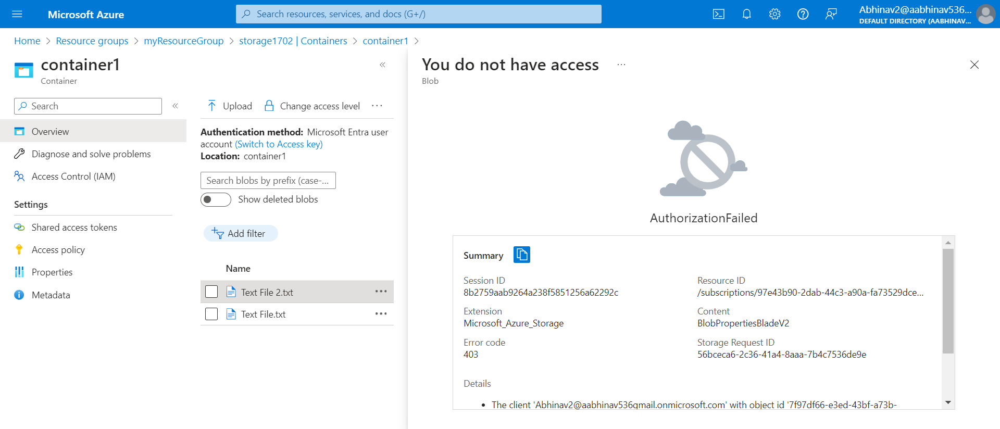 Microsoft Azure
Search resources, services, and docs (G+/)
Abhinav2@aabhinav536...
DEFAULT DIRECTORY (AABHINAV...
Home > Resource groups > myResourceGroup > storage1702 | Containers > container1 >
container1
Container
Search
Overview
Diagnose and solve problems
Access Control (IAM)
Settings
Shared access tokens
Access policy
Properties
Metadata
Upload
Change access level
Authentication method: Microsoft Entra user
account (Switch to Access key)
Location: container1
Search blobs by prefix (case-...
Show deleted blobs
Add filter
Name
Text File 2.txt
Text File.txt
You do not have access
Blob
AuthorizationFailed
Summary
Session ID
8b2759aab9264a238f5851256a62292c
Resource ID
/subscriptions/97e43b90-2dab-44c3-a90a-fa73529dce...
Extension
Microsoft_Azure_Storage
Content
BlobPropertiesBladeV2
Error code
403
Storage Request ID
56bceca6-2c36-41a4-8aaa-7b4c7536de9e
Details
• The client 'Abhinav2@aabhinav536gmail.onmicrosoft.com' with object id '7f97df66-e3ed-43bf-a73b-